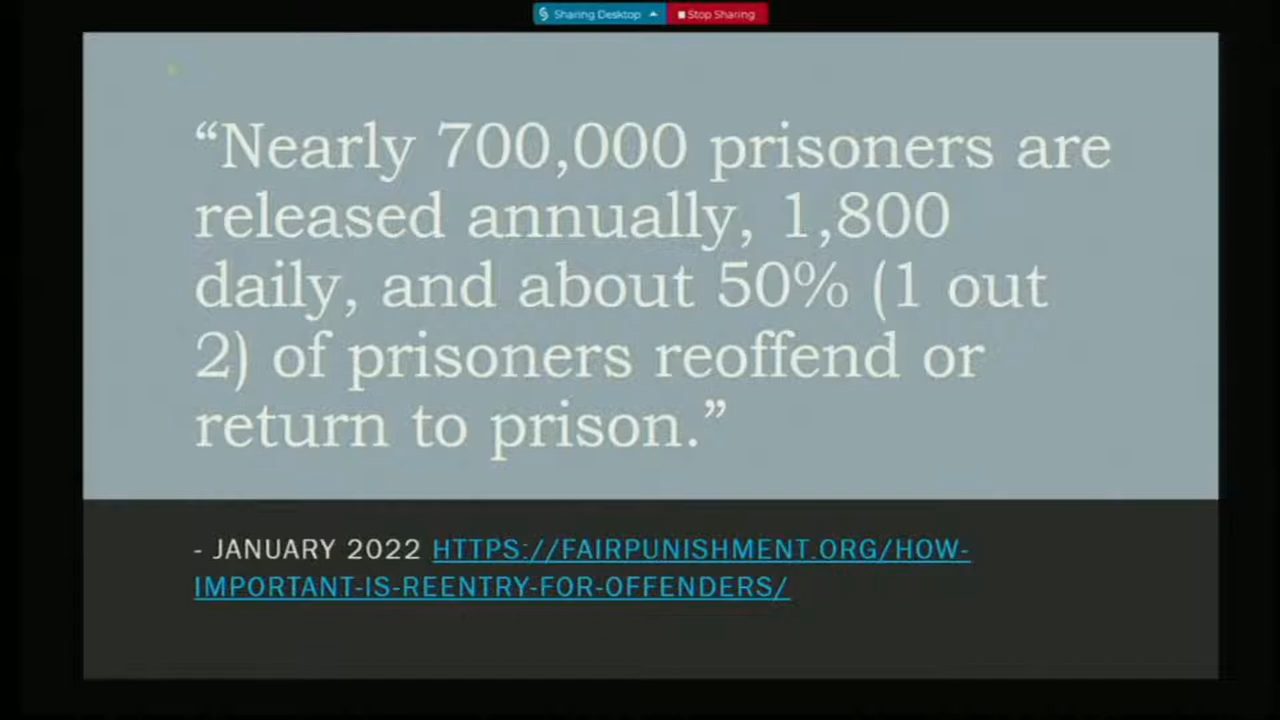 Sharing Desktop
Stop Sharing
“Nearly 700,000 prisoners are
released annually, 1,800
daily, and about 50% (1 out
2) of prisoners reoffend or
return to prison.”
- JANUARY 2022 HTTPS://FAIRPUNISHMENT.ORG/HOW-
IMPORTANT-IS-REENTRY-FOR-OFFENDERS/